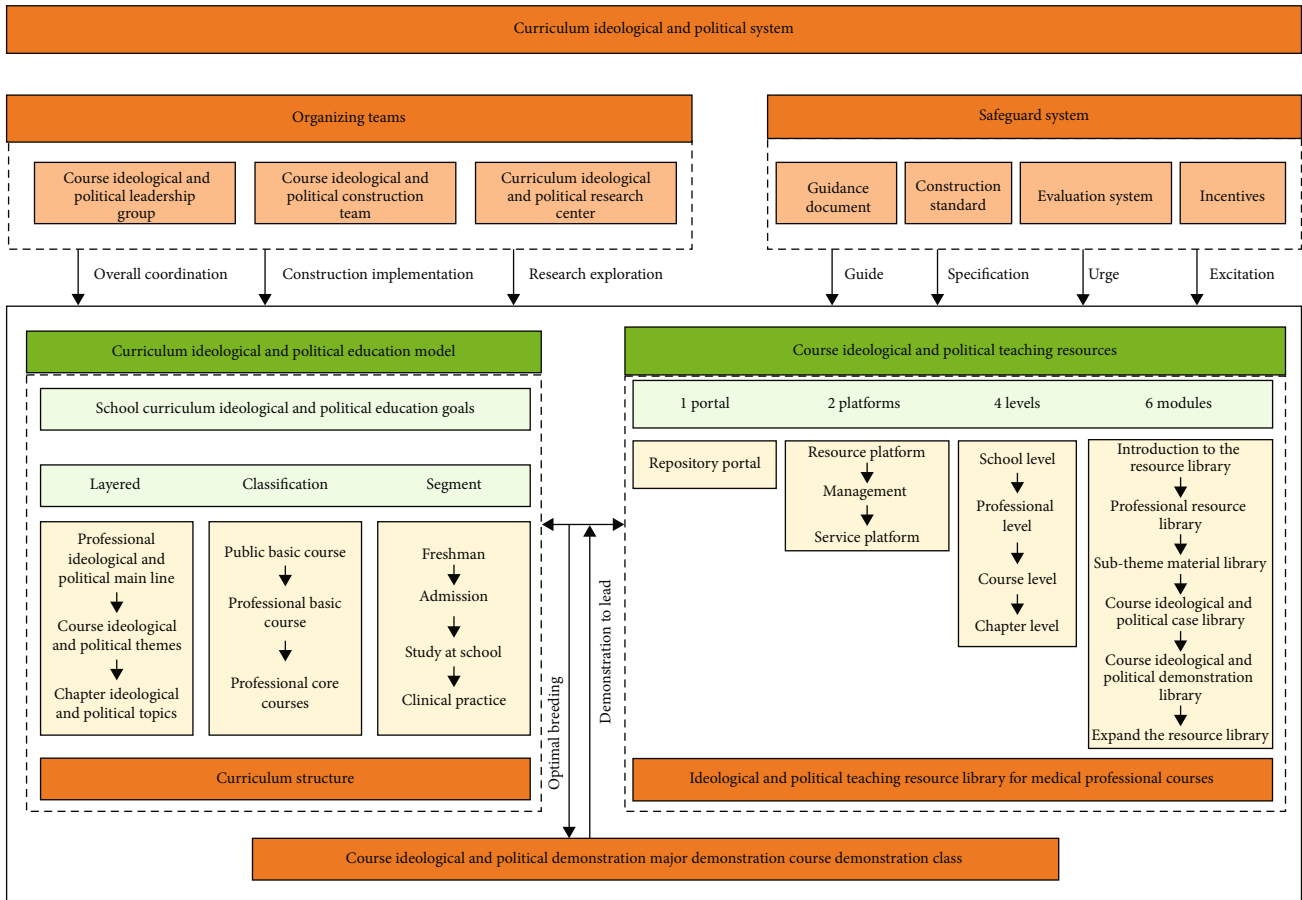 Curriculum ideological and political system
Organizing teams
Course ideological and
political leadership
group
Course ideological and
political construction
team
Curriculum ideological
and political research
center
Safeguard system
Guidance
document
Construction
standard
Evaluation system
Incentives
Overall coordination
Construction implementation
Research exploration
Guide
Specification
Urge
Excitation
Curriculum ideological and political education model
School curriculum ideological and political education goals
Layered
Classification
Segment
Professional
ideological and
political main line
Course ideological
and political themes
Chapter ideological
and political topics
Public basic course
Professional basic
course
Professional core
courses
Freshman
Admission
Study at school
Clinical practice
Curriculum structure
Optimal breeding
Demonstration to lead
Course ideological and political teaching resources
1 portal
2 platforms
4 levels
6 modules
Repository portal
Resource platform
Management
Service platform
School level
Professional
level
Course level
Chapter level
Introduction to the
resource library
Professional resource
library
Sub-theme material library
Course ideological and
political case library
Course ideological and
political demonstration
library
Expand the resource library
Ideological and political teaching resource library for medical professional courses
Course ideological and political demonstration major demonstration course demonstration class